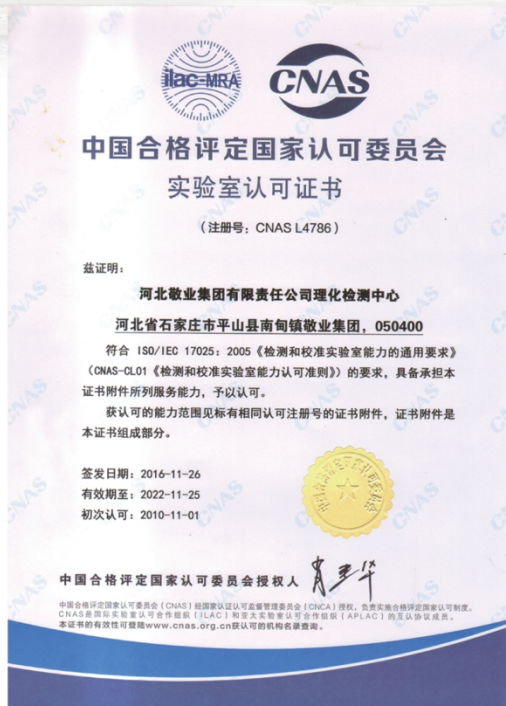 ilac-MRA
CNAS
中国合格评定国家认可委员会
实验室认可证书
（注册号：CNAS L4786）
兹证明：
河北敬业集团有限责任公司理化检测中心
河北省石家庄市平山县南甸镇敬业集团，050400
符合 ISO/IEC 17025：2005《检测和校准实验室能力的通用要求》
（CNAS-CL01《检测和校准实验室能力认可准则》）的要求，具备承担本
证书附件所列服务能力，予以认可。
获认可的能力范围见标有相同认可注册号的证书附件，证书附件是
本证书组成部分。
签发日期：2016-11-26
有效期至：2022-11-25
初次认可：2010-11-01
中国合格评定国家认可委员会授权人
中国合格评定国家认可委员会（CNAS）经国家认证认可监督管理委员会（CNCA）授权，负责实施合格评定国家认可制度。
CNAS是国际实验室认可合作组织（ILAC）和亚太实验室认可合作组织（APLAC）的互认协议成员。
本证书的有效性可登陆www.cnas.org.cn获认可的机构名录查询。